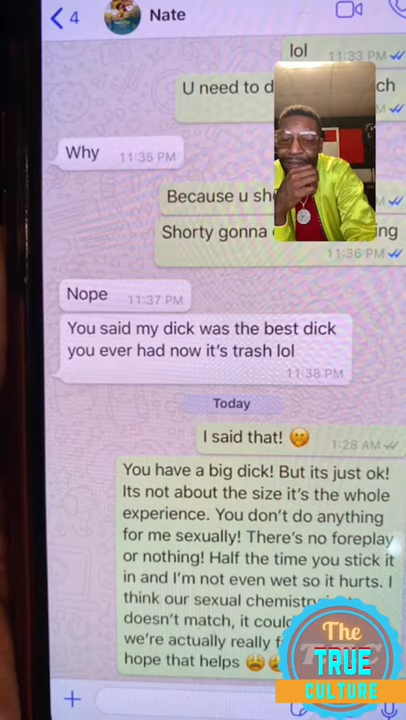 4
Nate
lol
11:33 PM
U need to d
ch
M
Why
11:35 PM
Because u sh
M
Shorty gonna
ing
11:36 PM
Nope
11:37 PM
You said my dick was the best dick
you ever had now it’s trash lol
11:38 PM
Today
I said that! 🤭
1:28 AM
You have a big dick! But its just ok!
Its not about the size it’s the whole
experience. You don’t do anything
for me sexually! There’s no foreplay
or nothing! Half the time you stick it
in and I’m not even wet so it hurts. I
think our sexual chemistry
doesn’t match, it coul
we’re actually really f
hope that helps 😩
The
TRUE
CULTURE